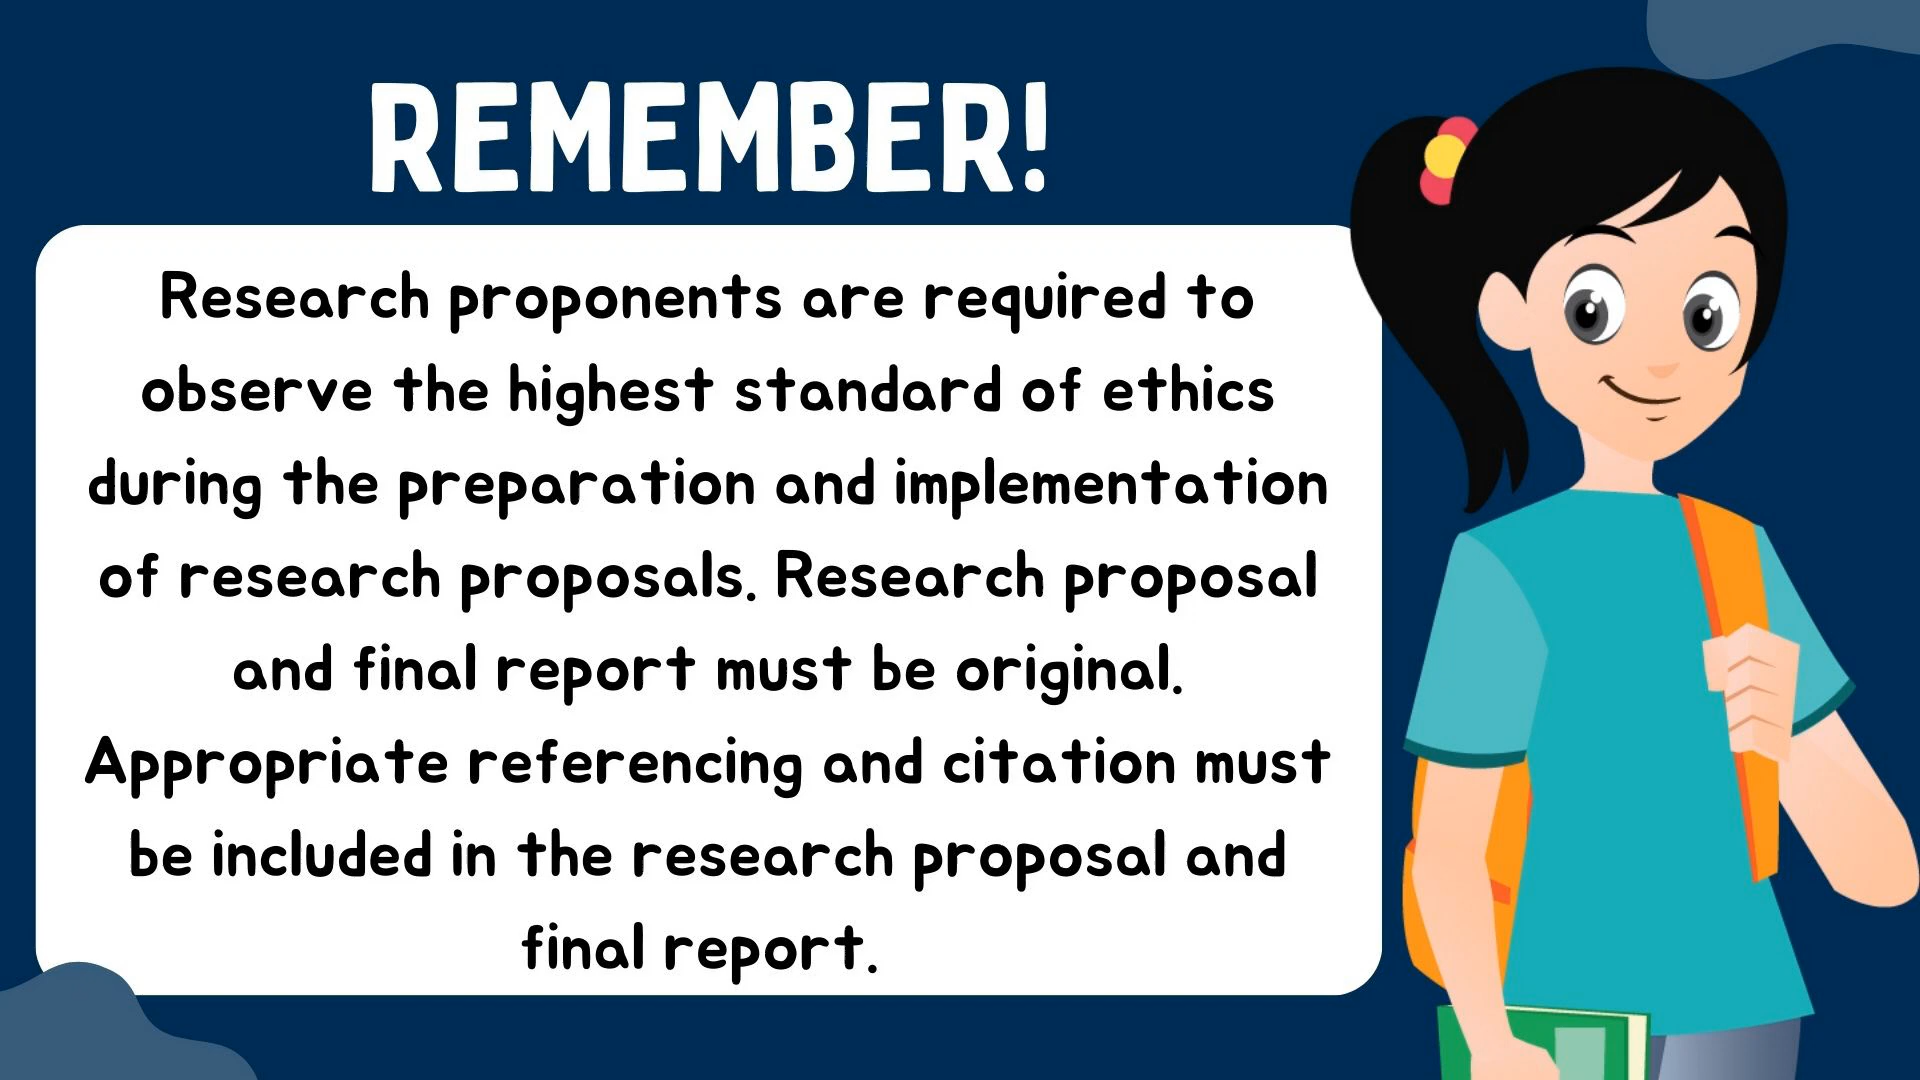 REMEMBER!
Research proponents are required to
observe the highest standard of ethics
during the preparation and implementation
of research proposals. Research proposal
and final report must be original.
Appropriate referencing and citation must
be included in the research proposal and
final report.